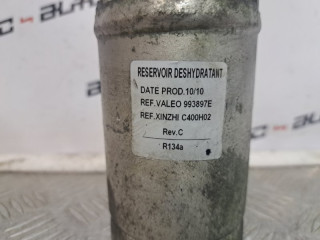 RESERVOIR DESHYDRATANT
DATE PROD.10/10
REF.VALEO 993897E
REF.XINZHI C400H02
Rev.C
R134a